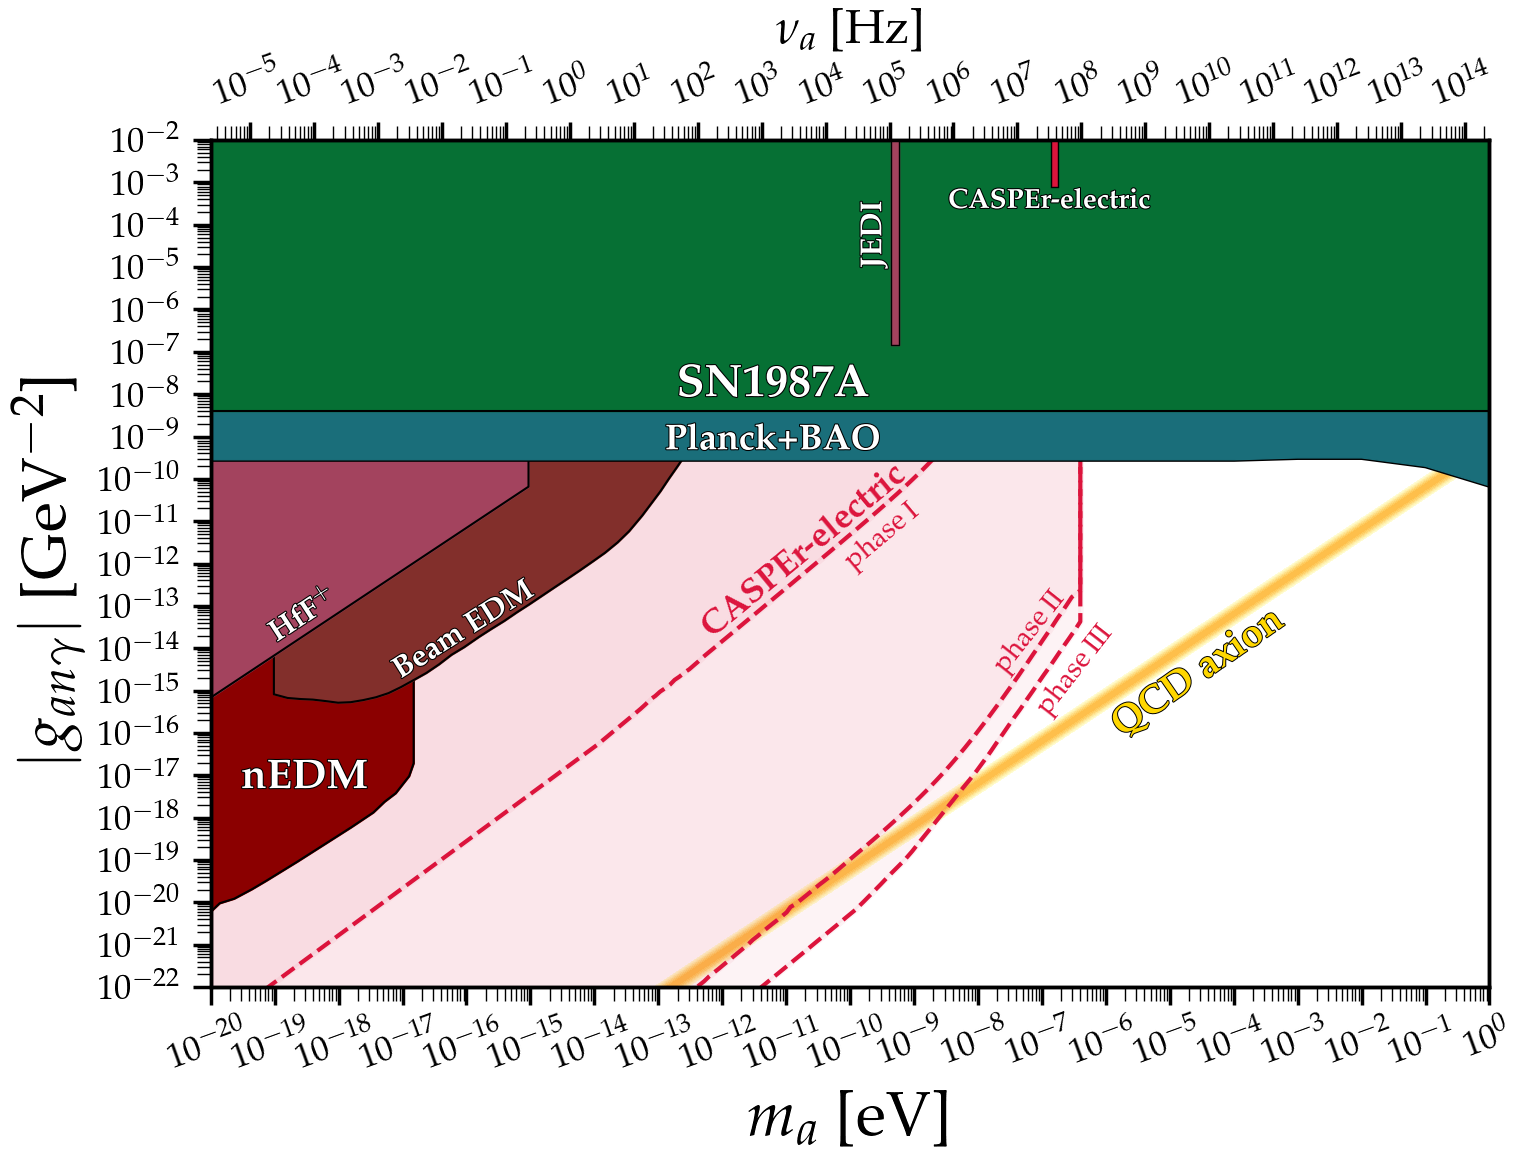 ν_a [Hz]
10^−5 10^−4 10^−3 10^−2 10^−1 10^0 10^1 10^2 10^3 10^4 10^5 10^6 10^7 10^8 10^9 10^10 10^11 10^12 10^13 10^14
|g_anγ| [GeV^−2]
10^−2
10^−3
10^−4
10^−5
10^−6
10^−7
10^−8
10^−9
10^−10
10^−11
10^−12
10^−13
10^−14
10^−15
10^−16
10^−17
10^−18
10^−19
10^−20
10^−21
10^−22
CASPEr-electric
JEDI
SN1987A
Planck+BAO
CASPEr-electric
phase I
HfF^+
Beam EDM
phase II
phase III
QCD axion
nEDM
10^−20 10^−19 10^−18 10^−17 10^−16 10^−15 10^−14 10^−13 10^−12 10^−11 10^−10 10^−9 10^−8 10^−7 10^−6 10^−5 10^−4 10^−3 10^−2 10^−1 10^0
m_a [eV]